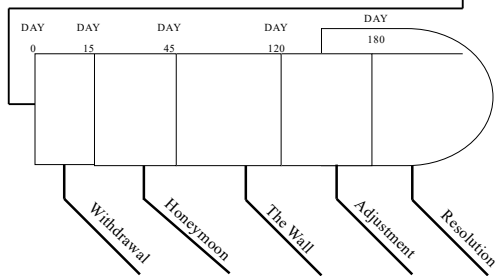 DAY DAY DAY DAY DAY
0 15 45 120 180
Withdrawal
Honeymoon
The Wall
Adjustment
Resolution